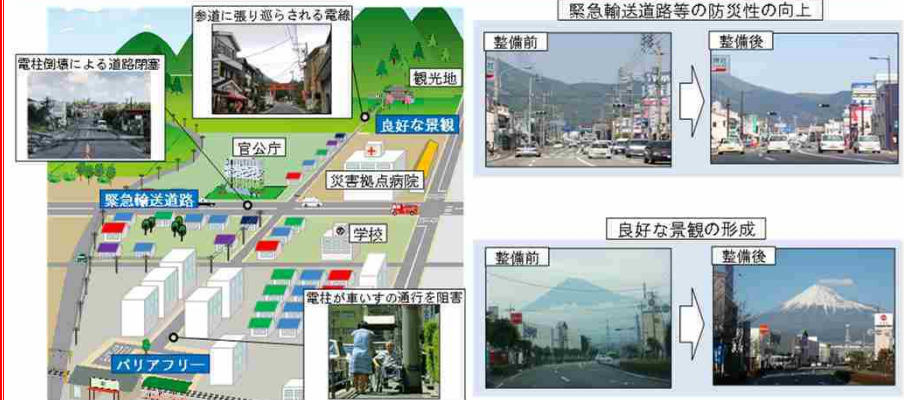 参道に張り巡らされる電線
電柱倒壊による道路閉塞
観光地
良好な景観
官公庁
災害拠点病院
緊急輸送道路
学校
電柱が車いすの通行を阻害
バリアフリー
緊急輸送道路等の防災性の向上
整備前
整備後
良好な景観の形成
整備前
整備後